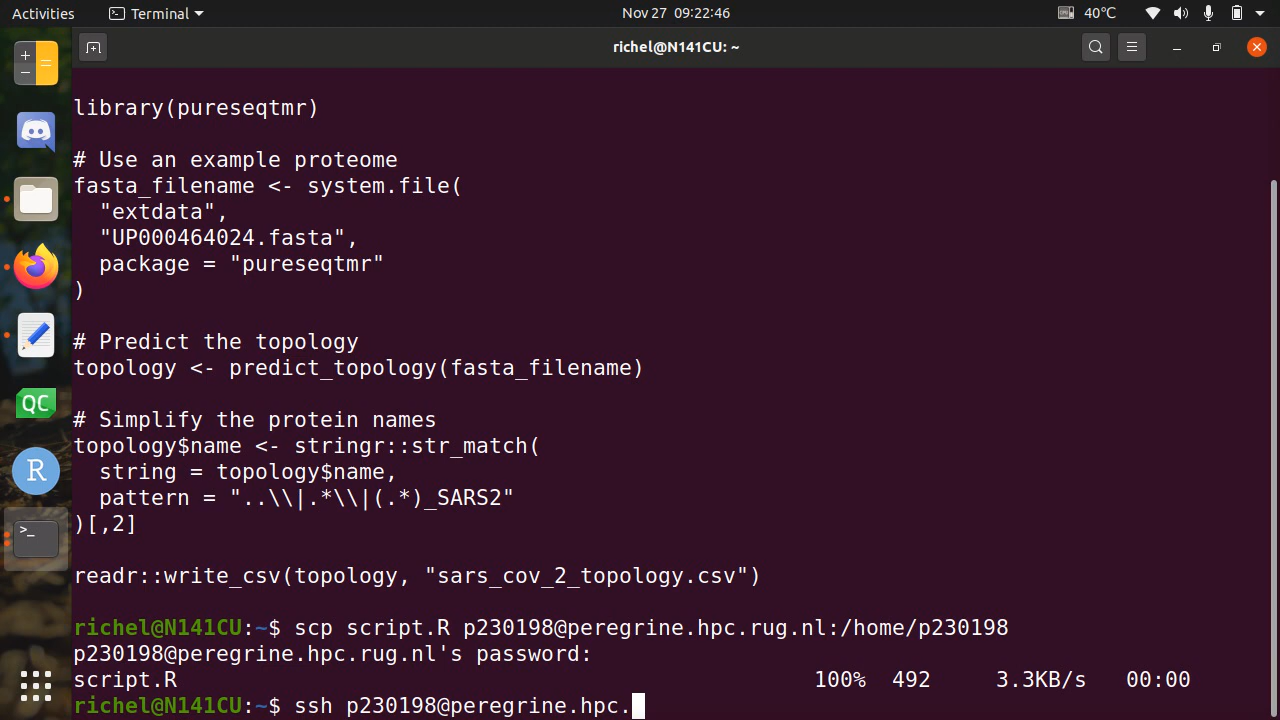 Activities Terminal Nov 27 09:22:46 40℃
richel@N141CU: ~
library(pureseqtmr)
# Use an example proteome
fasta_filename <- system.file(
  "extdata",
  "UP000464024.fasta",
  package = "pureseqtmr"
)
# Predict the topology
topology <- predict_topology(fasta_filename)
# Simplify the protein names
topology$name <- stringr::str_match(
  string = topology$name,
  pattern = "..\\|.*\\|(.*)_SARS2"
)[,2]
readr::write_csv(topology, "sars_cov_2_topology.csv")
richel@N141CU:~$ scp script.R p230198@peregrine.hpc.rug.nl:/home/p230198
p230198@peregrine.hpc.rug.nl's password:
script.R 100% 492 3.3KB/s 00:00
richel@N141CU:~$ ssh p230198@peregrine.hpc.
QC
R
>_